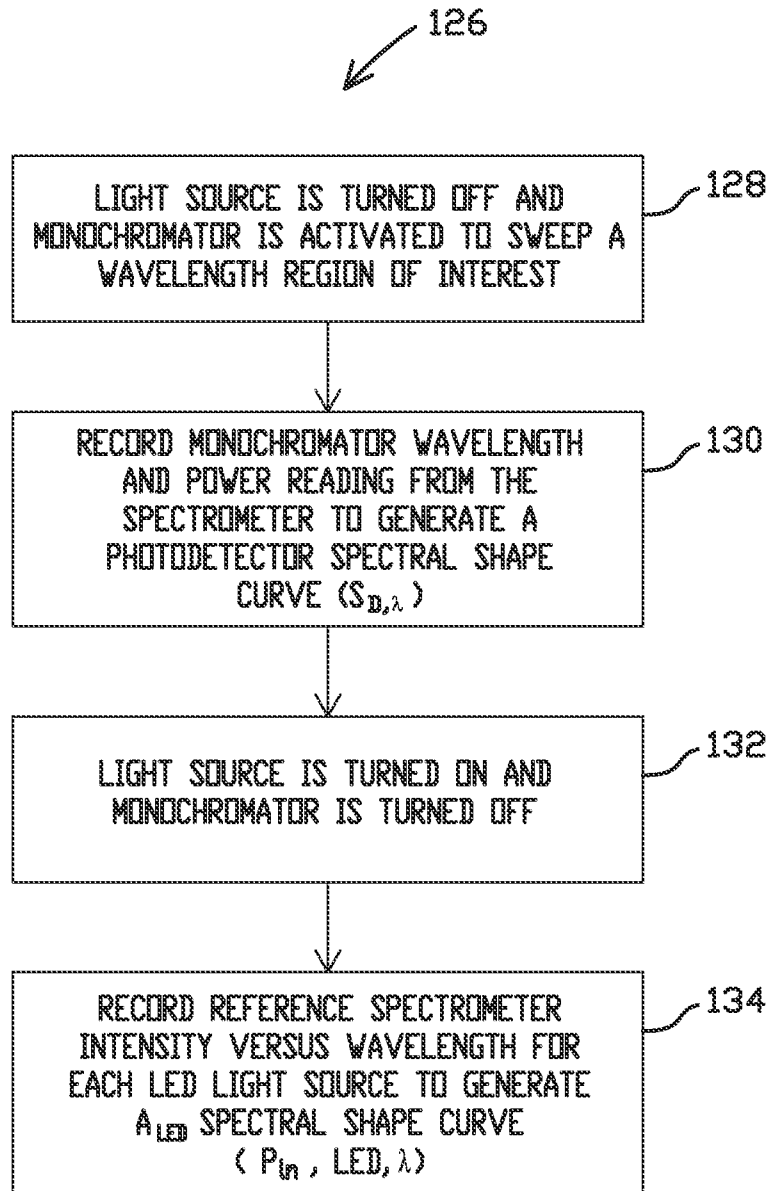 126
LIGHT SOURCE IS TURNED OFF AND
MONOCHROMATOR IS ACTIVATED TO SWEEP A
WAVELENGTH REGION OF INTEREST
128
RECORD MONOCHROMATOR WAVELENGTH
AND POWER READING FROM THE
SPECTROMETER TO GENERATE A
PHOTODETECTOR SPECTRAL SHAPE
CURVE (S_D,λ)
130
LIGHT SOURCE IS TURNED ON AND
MONOCHROMATOR IS TURNED OFF
132
RECORD REFERENCE SPECTROMETER
INTENSITY VERSUS WAVELENGTH FOR
EACH LED LIGHT SOURCE TO GENERATE
A_LED SPECTRAL SHAPE CURVE
( P_in , LED,λ)
134